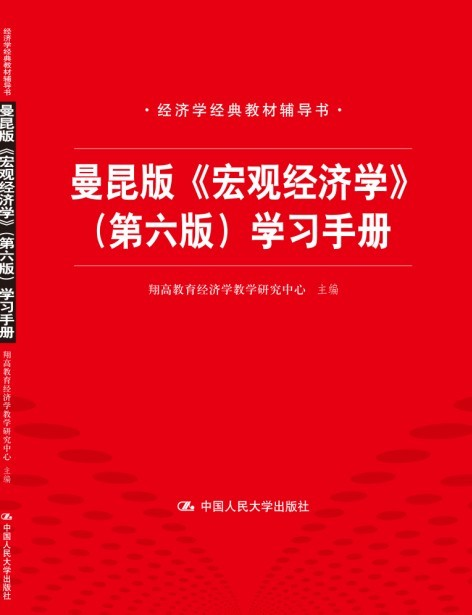 经济学经典教材辅导书
曼昆版《宏观经济学》（第六版）学习手册
翔高教育经济学教学研究中心 主编
中国人民大学出版社
·经济学经典教材辅导书·
曼昆版《宏观经济学》
（第六版）学习手册
翔高教育经济学教学研究中心 主编
中国人民大学出版社